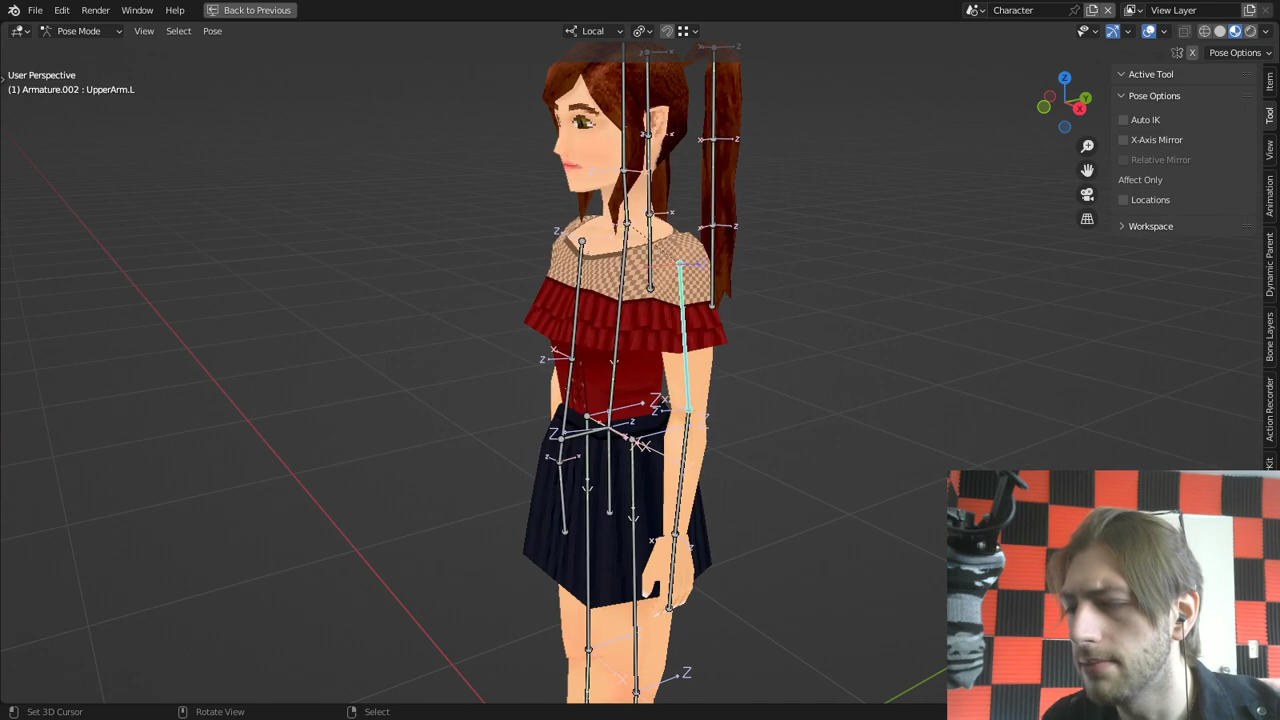 File Edit Render Window Help Back to Previous Character View Layer
Pose Mode View Select Pose Local
X Pose Options
User Perspective
(1) Armature.002 : UpperArm.L
Active Tool
Pose Options
Auto IK
X-Axis Mirror
Relative Mirror
Affect Only
Locations
Workspace
Item
Tool
View
Animation
Dynamic Parent
Bone Layers
Action Recorder
Z
Y
X
Set 3D Cursor Rotate View Select